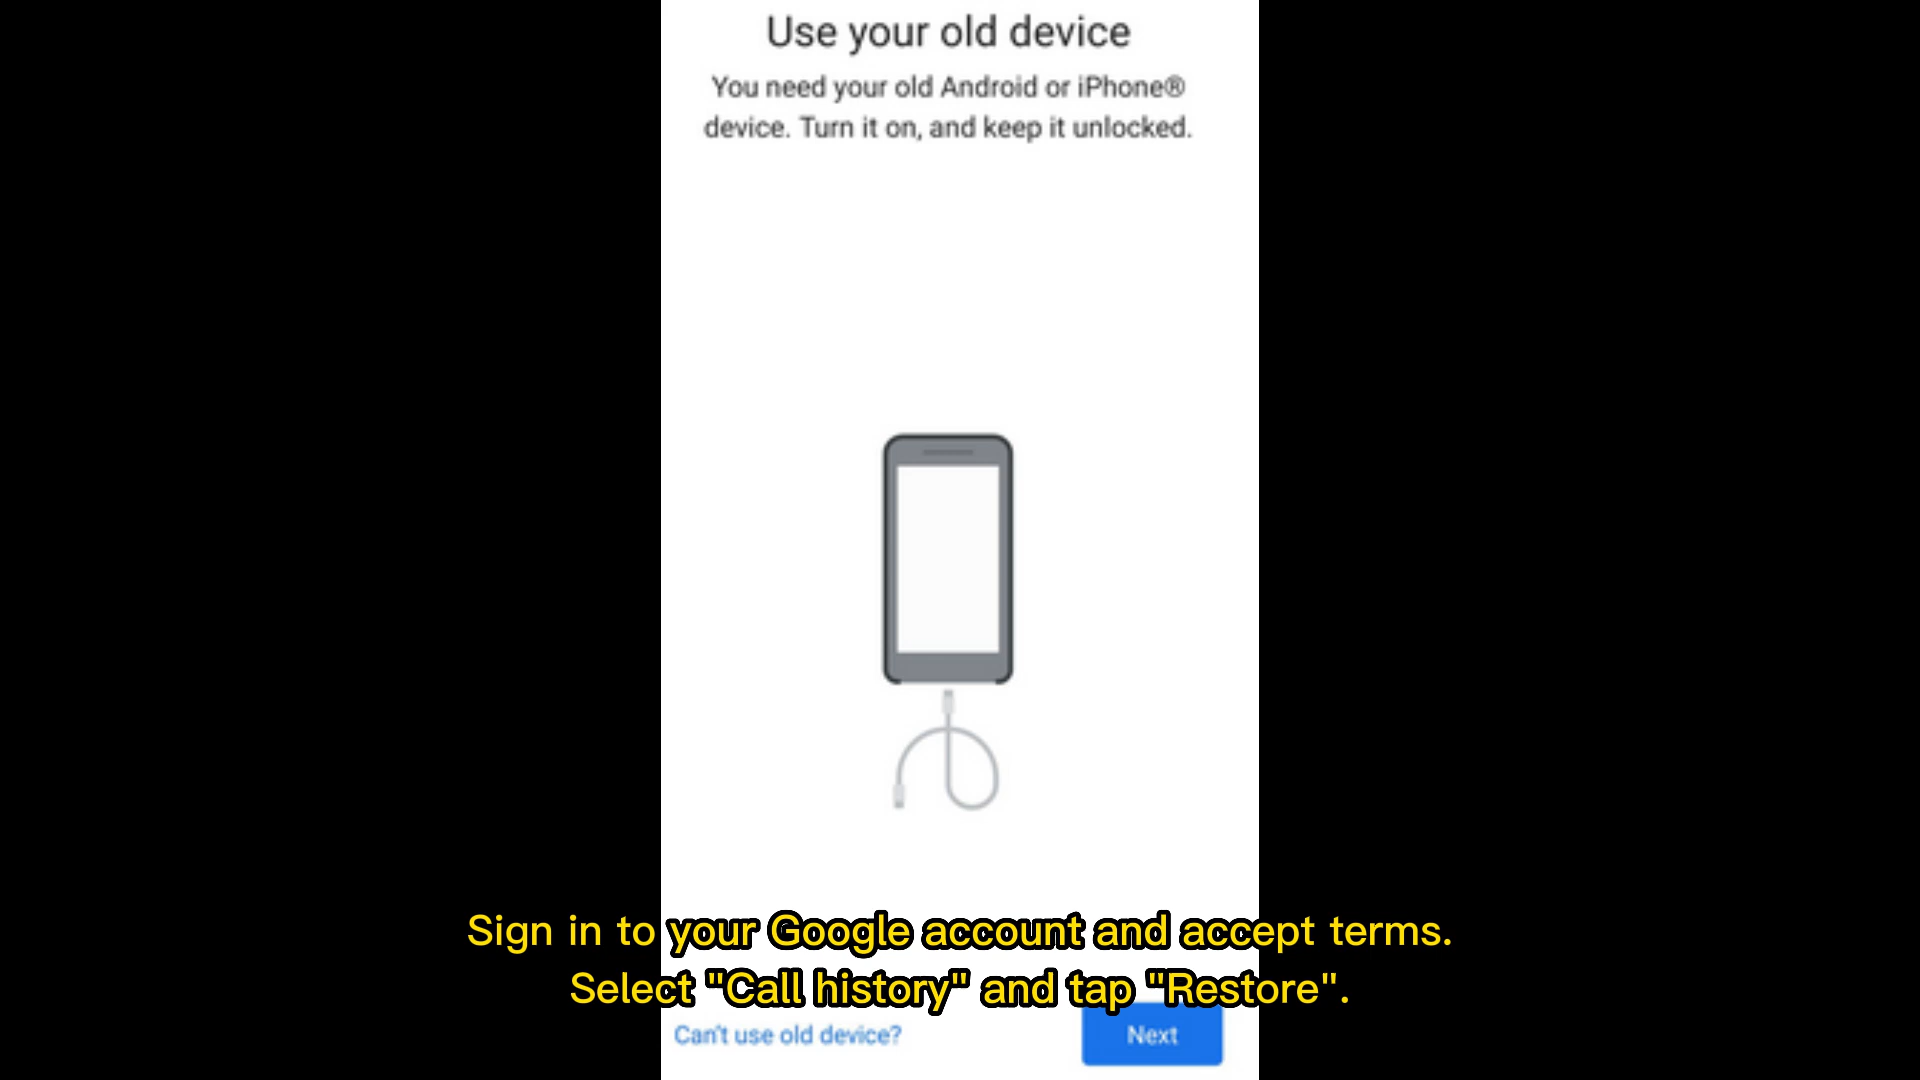 Use your old device
You need your old Android or iPhone®
device. Turn it on, and keep it unlocked.
Sign in to your Google account and accept terms.
Select "Call history" and tap "Restore".
Can't use old device?
Next